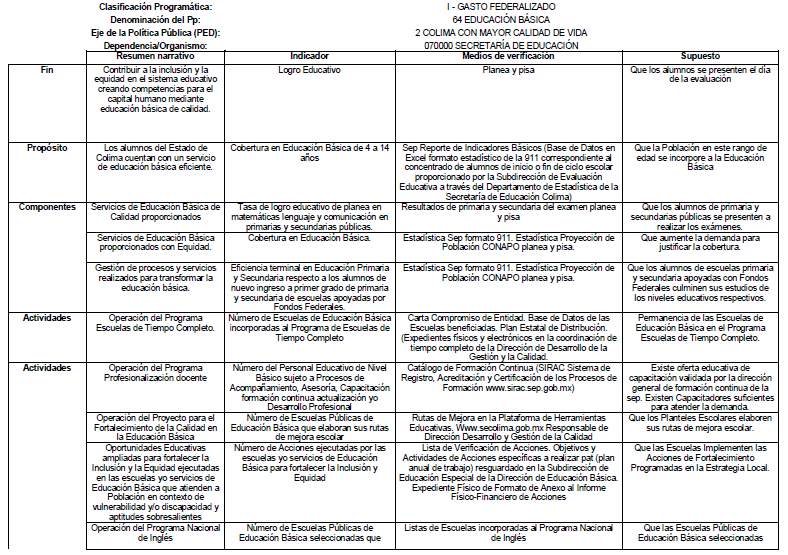 Clasificación Programática: I - GASTO FEDERALIZADO
Denominación del Pp: 64 EDUCACIÓN BÁSICA
Eje de la Política Pública (PED): 2 COLIMA CON MAYOR CALIDAD DE VIDA
Dependencia/Organismo: 070000 SECRETARÍA DE EDUCACIÓN
Resumen narrativo Indicador Medios de verificación Supuesto
Fin
Contribuir a la inclusión y la
equidad en el sistema educativo
creando competencias para el
capital humano mediante
educación básica de calidad.
Logro Educativo
Planea y pisa
Que los alumnos se presenten el día
de la evaluación
Propósito
Los alumnos del Estado de
Colima cuentan con un servicio
de educación básica eficiente.
Cobertura en Educación Básica de 4 a 14
años
Sep Reporte de Indicadores Básicos (Base de Datos en
Excel formato estadístico de la 911 correspondiente al
concentrado de alumnos de inicio o fin de ciclo escolar
proporcionado por la Subdirección de Evaluación
Educativa a través del Departamento de Estadística de la
Secretaría de Educación Colima)
Que la Población en este rango de
edad se incorpore a la Educación
Básica
Componentes
Servicios de Educación Básica de
Calidad proporcionados
Tasa de logro educativo de planea en
matemáticas lenguaje y comunicación en
primarias y secundarias públicas.
Resultados de primaria y secundaria del examen planea
y pisa
Que los alumnos de primaria y
secundarias públicas se presenten a
realizar los exámenes.
Servicios de Educación Básica
proporcionados con Equidad.
Cobertura en Educación Básica.
Estadística Sep formato 911. Estadística Proyección de
Población CONAPO planea y pisa.
Que aumente la demanda para
justificar la cobertura.
Gestión de procesos y servicios
realizados para transformar la
educación básica.
Eficiencia terminal en Educación Primaria
y Secundaria respecto a los alumnos de
nuevo ingreso a primer grado de primaria
y secundaria de escuelas apoyadas por
Fondos Federales.
Estadística Sep formato 911. Estadística Proyección de
Población CONAPO planea y pisa.
Que los alumnos de escuelas primaria
y secundaria apoyadas con Fondos
Federales culminen sus estudios de
los niveles educativos respectivos.
Actividades
Operación del Programa
Escuelas de Tiempo Completo.
Número de Escuelas de Educación Básica
incorporadas al Programa de Escuelas de
Tiempo Completo
Carta Compromiso de Entidad. Base de Datos de las
Escuelas beneficiadas. Plan Estatal de Distribución.
(Expedientes físicos y electrónicos en la coordinación de
tiempo completo de la Dirección de Desarrollo de la
Gestión y la Calidad.
Permanencia de las Escuelas de
Educación Básica en el Programa
Escuelas de Tiempo Completo.
Actividades
Operación del Programa
Profesionalización docente
Número del Personal Educativo de Nivel
Básico sujeto a Procesos de
Acompañamiento, Asesoría, Capacitación
formación continua actualización yo
Desarrollo Profesional
Catálogo de Formación Continua (SIRAC Sistema de
Registro, Acreditación y Certificación de los Procesos de
Formación www.sirac.sep.gob.mx)
Existe oferta educativa de
capacitación validada por la dirección
general de formación continua de la
sep. Existen Capacitadores suficientes
para atender la demanda.
Operación del Proyecto para el
Fortalecimiento de la Calidad en
la Educación Básica
Número de Escuelas Públicas de
Educación Básica que elaboran sus rutas
de mejora escolar
Rutas de Mejora en la Plataforma de Herramientas
Educativas. Www.secolima.gob.mx Responsable de
Dirección Desarrollo y Gestión de la Calidad
Que los Planteles Escolares elaboren
sus rutas de mejora escolar.
Oportunidades Educativas
ampliadas para fortalecer la
Inclusión y la Equidad ejecutadas
en las escuelas yo servicios de
Educación Básica que atienden a
Población en contexto de
vulnerabilidad y/o discapacidad y
aptitudes sobresalientes
Número de Acciones ejecutadas por las
escuelas yo servicios de Educación
Básica para fortalecer la Inclusión y
Equidad
Lista de Verificación de Acciones. Objetivos y
Actividades de Acciones específicas a realizar pat (plan
anual de trabajo) resguardado en la Subdirección de
Educación Especial de la Dirección de Educación Básica.
Expediente Físico de Formato de Anexo al Informe
Físico-Financiero de Acciones
Que las Escuelas Implementen las
Acciones de Fortalecimiento
Programadas en la Estrategia Local.
Operación del Programa Nacional
de Inglés
Número de Escuelas Públicas de
Educación Básica seleccionadas que
Listas de Escuelas incorporadas al Programa Nacional
de Inglés
Que las Escuelas Públicas de
Educación Básica seleccionadas